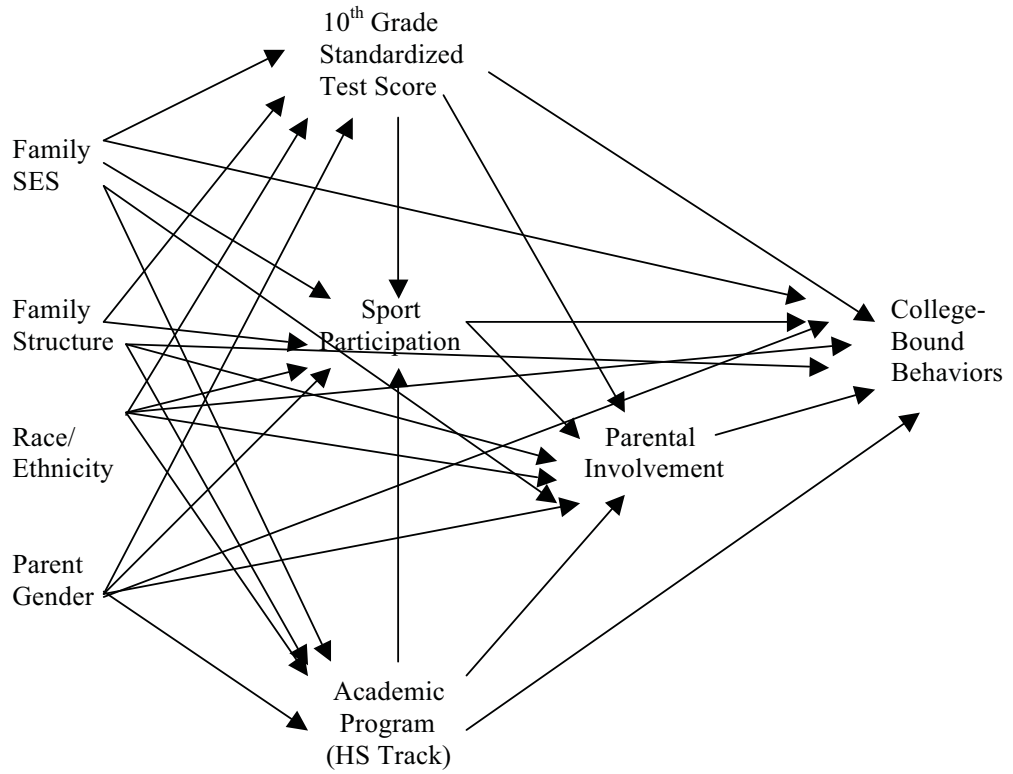 10th Grade
Standardized
Test Score
Family
SES
Family
Structure
Sport
Participation
College-
Bound
Behaviors
Race/
Ethnicity
Parental
Involvement
Parent
Gender
Academic
Program
(HS Track)